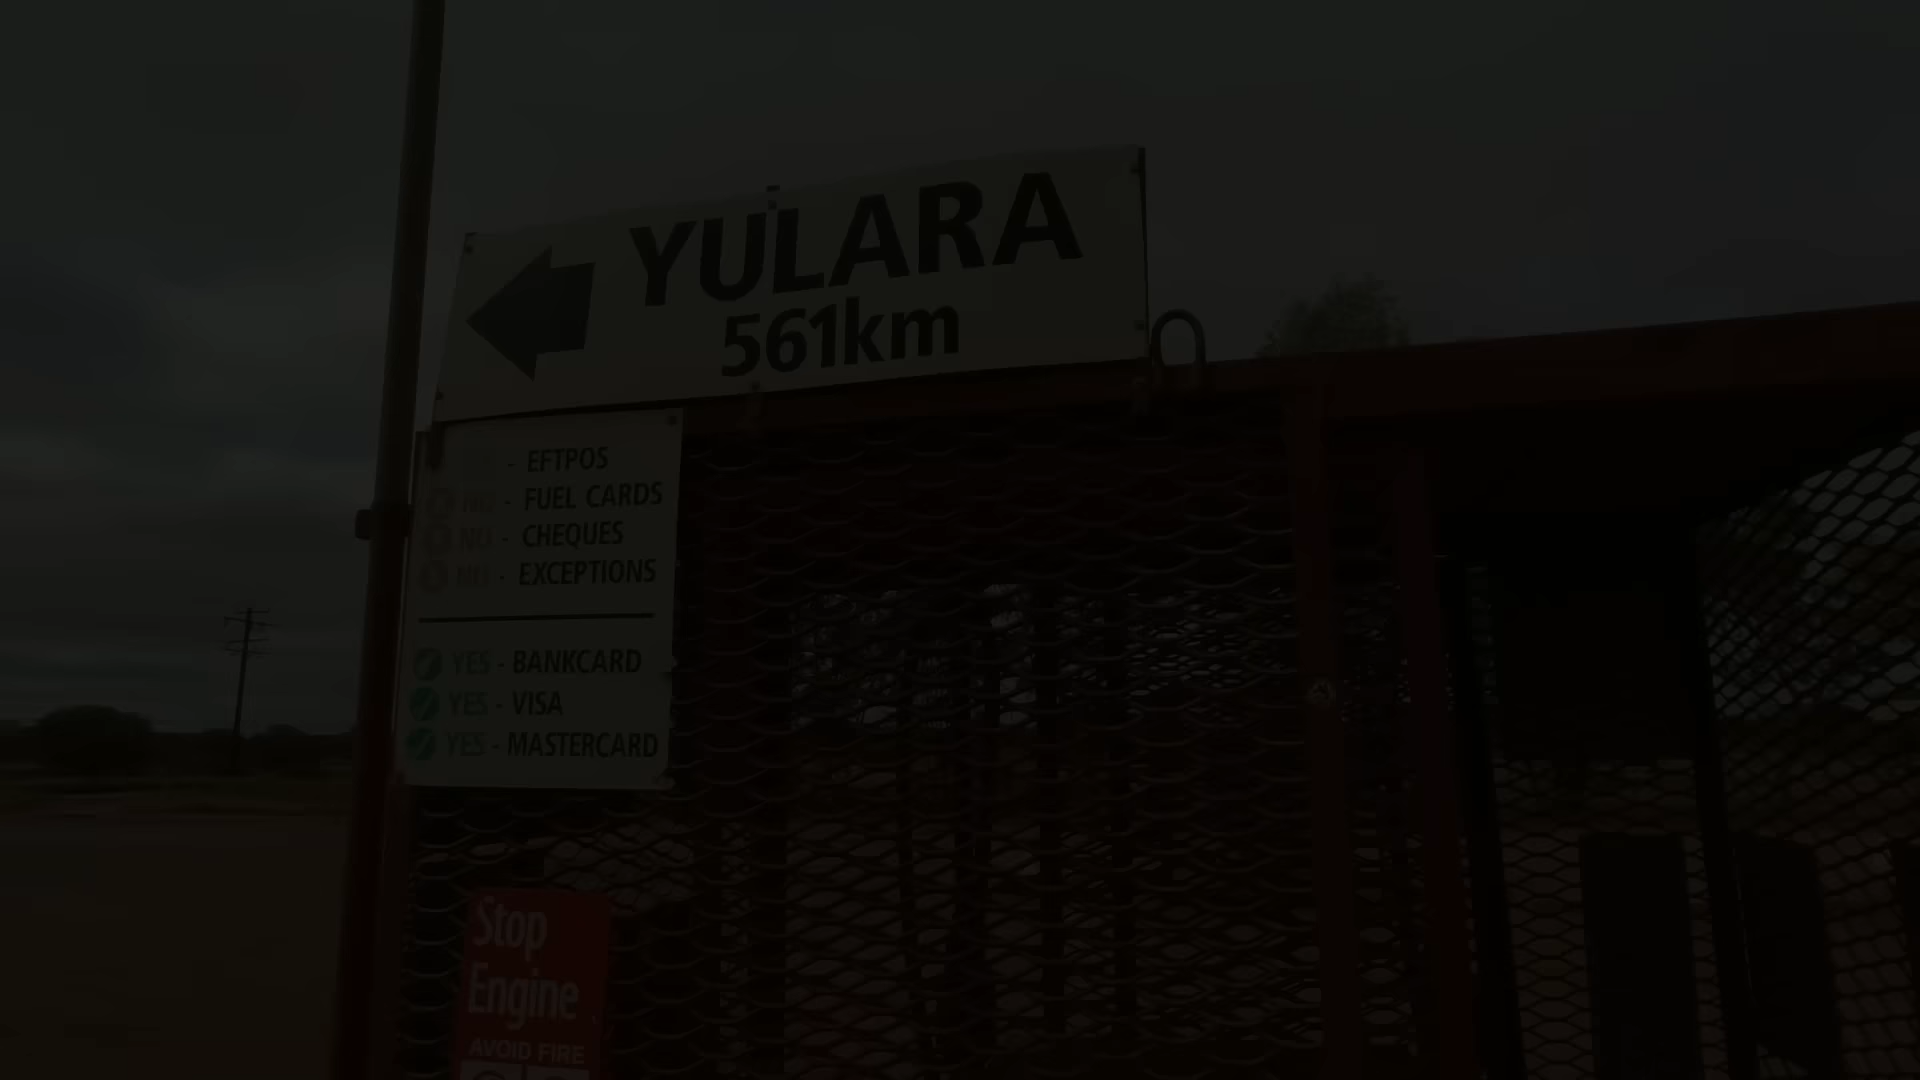 YULARA
561km
- EFTPOS
NO - FUEL CARDS
NO - CHEQUES
NO - EXCEPTIONS
YES - BANKCARD
YES - VISA
YES - MASTERCARD
Stop
Engine
AVOID FIRE